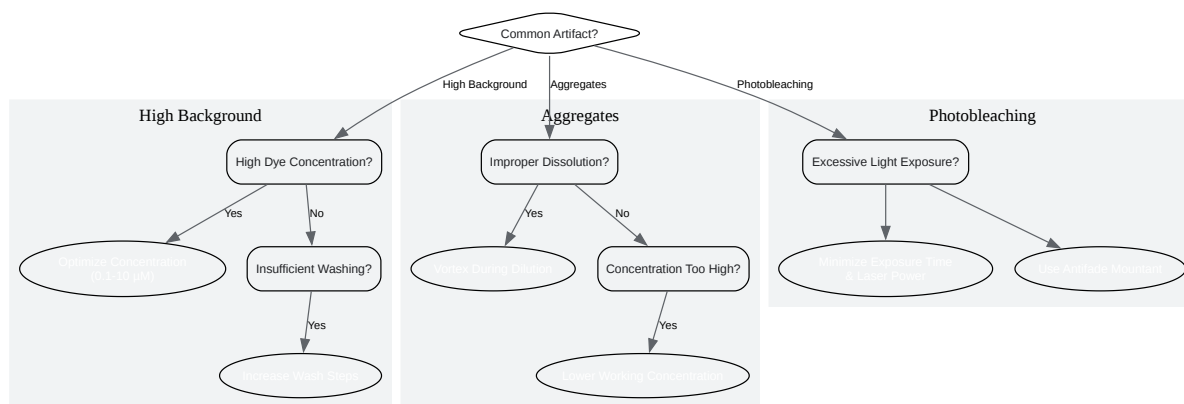 Common Artifact?
High Background
Aggregates
Photobleaching
High Background
Aggregates
Photobleaching
High Dye Concentration?
Improper Dissolution?
Excessive Light Exposure?
Yes
No
Yes
No
Optimize Concentration
(0.1-10 µM)
Insufficient Washing?
Vortex During Dilution
Concentration Too High?
Minimize Exposure Time
& Laser Power
Use Antifade Mountant
Yes
Yes
Increase Wash Steps
Lower Working Concentration